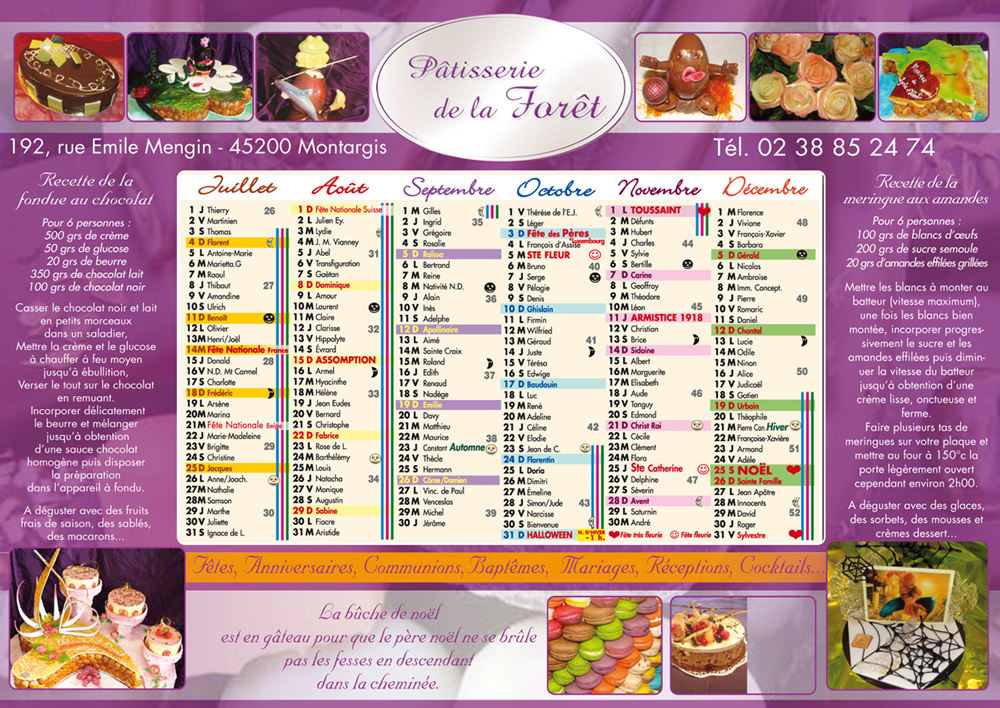 Pâtisserie
de la Forêt
192, rue Emile Mengin - 45200 Montargis
Tél. 02 38 85 24 74
Recette de la
fondue au chocolat
Pour 6 personnes :
500 grs de crème
50 grs de glucose
20 grs de beurre
350 grs de chocolat lait
100 grs de chocolat noir
Casser le chocolat noir et lait
en petits morceaux
dans un saladier,
Mettre la crème et le glucose
à chauffer à feu moyen
jusqu'à ébullition,
Verser le tout sur le chocolat
en remuant.
Incorporer délicatement
le beurre et mélanger
jusqu'à obtention
d'une sauce chocolat
homogène puis disposer
la préparation
dans l'appareil à fondu.
A déguster avec des fruits
frais de saison, des sablés,
des macarons...
Juillet
1 J Thierry 26
2 V Martinien
3 S Thomas
4 D Florent
5 L Antoine-Marie
6 M Marietta.G
7 M Raoul
8 J Thibaut 27
9 V Amandine
10 S Ulrich
11 D Benoît
12 L Olivier
13 M Henri/Joël
14 M Fête Nationale France
15 J Donald 28
16 V N.D. Mt Carmel
17 S Charlotte
18 D Frédéric
19 L Arsène
20 M Marina
21 M Fête Nationale Belge
22 J Marie-Madeleine
23 V Brigitte 29
24 S Christine
25 D Jacques
26 L Anne/Joach.
27 M Nathalie
28 M Samson
29 J Marthe 30
30 V Juliette
31 S Ignace de L.
Août
1 D Fête Nationale Suisse
2 L Julien Ey.
3 M Lydie
4 M J. M. Vianney
5 J Abel 31
6 V Transfiguration
7 S Gaétan
8 D Dominique
9 L Amour
10 M Laurent
11 M Claire
12 J Clarisse 32
13 V Hippolyte
14 S Évrard
15 D ASSOMPTION
16 L Armel
17 M Hyacinthe
18 M Hélène 33
19 J Jean Eudes
20 V Bernard
21 S Christophe
22 D Fabrice
23 L Rose de L.
24 M Barthélémy
25 M Louis
26 J Natacha 34
27 V Monique
28 S Augustin
29 D Sabine
30 L Fiacre
31 M Aristide
Septembre
1 M Gilles
2 J Ingrid 35
3 V Grégoire
4 S Rosalie
5 D Raïssa
6 L Bertrand
7 M Reine
8 M Nativité N.D.
9 J Alain 36
10 V Inès
11 S Adelphe
12 D Apollinaire
13 L Aimé
14 M Sainte Croix
15 M Roland
16 J Edith 37
17 V Renaud
18 S Nadège
19 D Emilie
20 L Davy
21 M Matthieu
22 M Maurice 38
23 J Constant Automne
24 V Thècle
25 S Hermann
26 D Côme/Damien
27 L Vinc. de Paul
28 M Venceslas
29 M Michel 39
30 J Jérôme
Octobre
1 V Thérèse de l'E.J.
2 S Léger
3 D Fête des Pères
Luxembourg
4 L François d'Assise
5 M STE FLEUR
6 M Bruno 40
7 J Serge
8 V Pélagie
9 S Denis
10 D Ghislain
11 L Firmin
12 M Wilfried
13 M Géraud 41
14 J Juste
15 V Térésa
16 S Edwige
17 D Baudouin
18 L Luc
19 M René
20 M Adeline
21 J Céline 42
22 V Elodie
23 S Jean de C.
24 D Florentin
25 L Doria
26 M Dimitri
27 M Émeline
28 J Simon/Jude 43
29 V Narcisse
30 S Bienvenue
31 D HALLOWEEN H. D'HIVER - 1 h.
Novembre
1 L TOUSSAINT
2 M Défunts
3 M Hubert
4 J Charles 44
5 V Sylvie
6 S Bertille
7 D Carine
8 L Geoffroy
9 M Théodore
10 M Léon 45
11 J ARMISTICE 1918
12 V Christian
13 S Brice
14 D Sidoine
15 L Albert
16 M Marguerite
17 M Elisabeth
18 J Aude 46
19 V Tanguy
20 S Edmond
21 D Christ Roi
22 L Cécile
23 M Clément
24 M Flora
25 J Ste Catherine
26 V Delphine 47
27 S Séverin
28 D Avent
29 L Saturnin
30 M André
Fête très fleurie Fête fleurie
Décembre
1 M Florence
2 J Viviane 48
3 V François-Xavier
4 S Barbara
5 D Gérald
6 L Nicolas
7 M Ambroise
8 M Imm. Concept.
9 J Pierre 49
10 V Romaric
11 S Daniel
12 D Chantal
13 L Lucie
14 M Odile
15 M Ninon
16 J Alice 50
17 V Judicaël
18 S Gatien
19 D Urbain
20 L Théophile
21 M Pierre Can. Hiver
22 M Françoise-Xavière
23 J Armand 51
24 V Adèle
25 S NOËL
26 D Sainte Famille
27 L Jean Apôtre
28 M Innocents
29 M David 52
30 J Roger
31 V Sylvestre
Recette de la
meringue aux amandes
Pour 6 personnes :
100 grs de blancs d'œufs
200 grs de sucre semoule
20 grs d'amandes effilées grillées
Mettre les blancs à monter au
batteur (vitesse maximum),
une fois les blancs bien
montée, incorporer progres-
sivement le sucre et les
amandes effilées puis dimin-
uer la vitesse du batteur
jusqu'à obtention d'une
crème lisse, onctueuse et
ferme.
Faire plusieurs tas de
meringues sur votre plaque et
mettre au four à 150°c la
porte légèrement ouvert
cependant environ 2h00.
A déguster avec des glaces,
des sorbets, des mousses et
crèmes dessert...
Fêtes, Anniversaires, Communions, Baptêmes, Mariages, Réceptions, Cocktails...
La bûche de noël
est en gâteau pour que le père noël ne se brûle
pas les fesses en descendant
dans la cheminée.